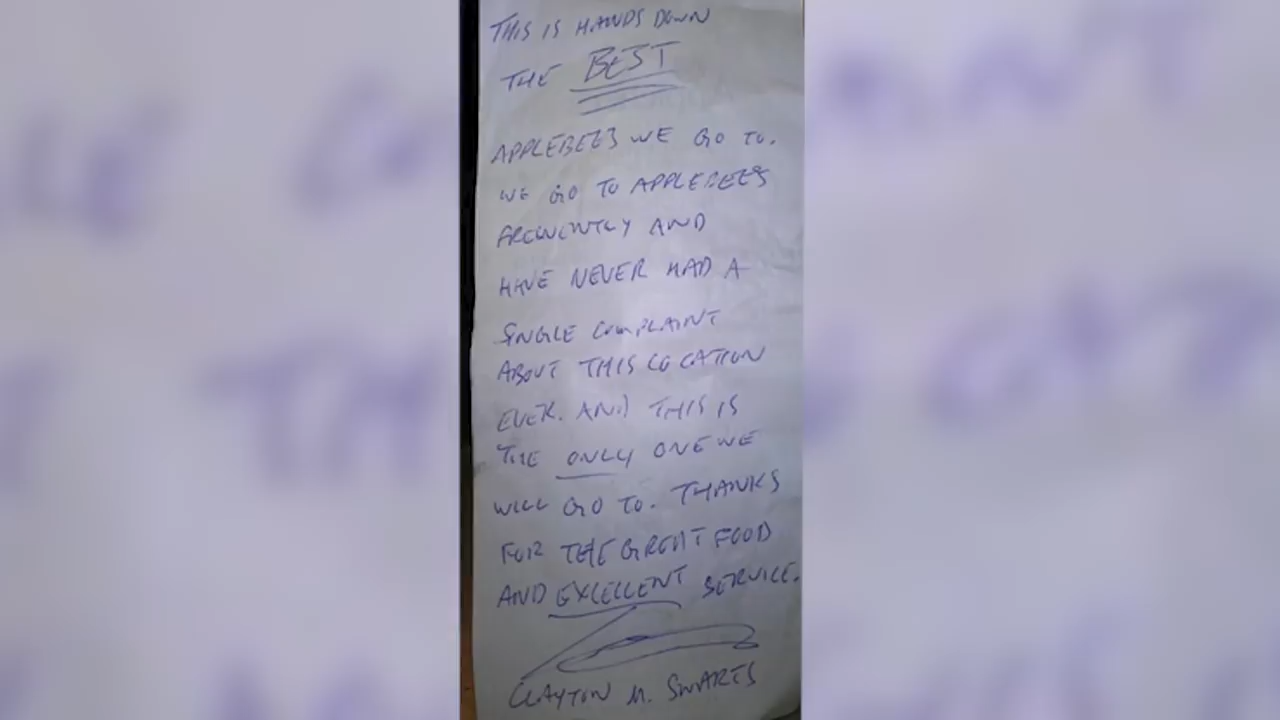 THIS IS HANDS DOWN
THE BEST
APPLEBEES WE GO TO.
WE GO TO APPLEBEES
FREQUENTLY AND
HAVE NEVER HAD A
SINGLE COMPLAINT
ABOUT THIS LOCATION
EVER. AND THIS IS
THE ONLY ONE WE
WILL GO TO. THANKS
FOR THE GREAT FOOD
AND EXCELLENT SERVICE.
CLAYTON M. SWARTS